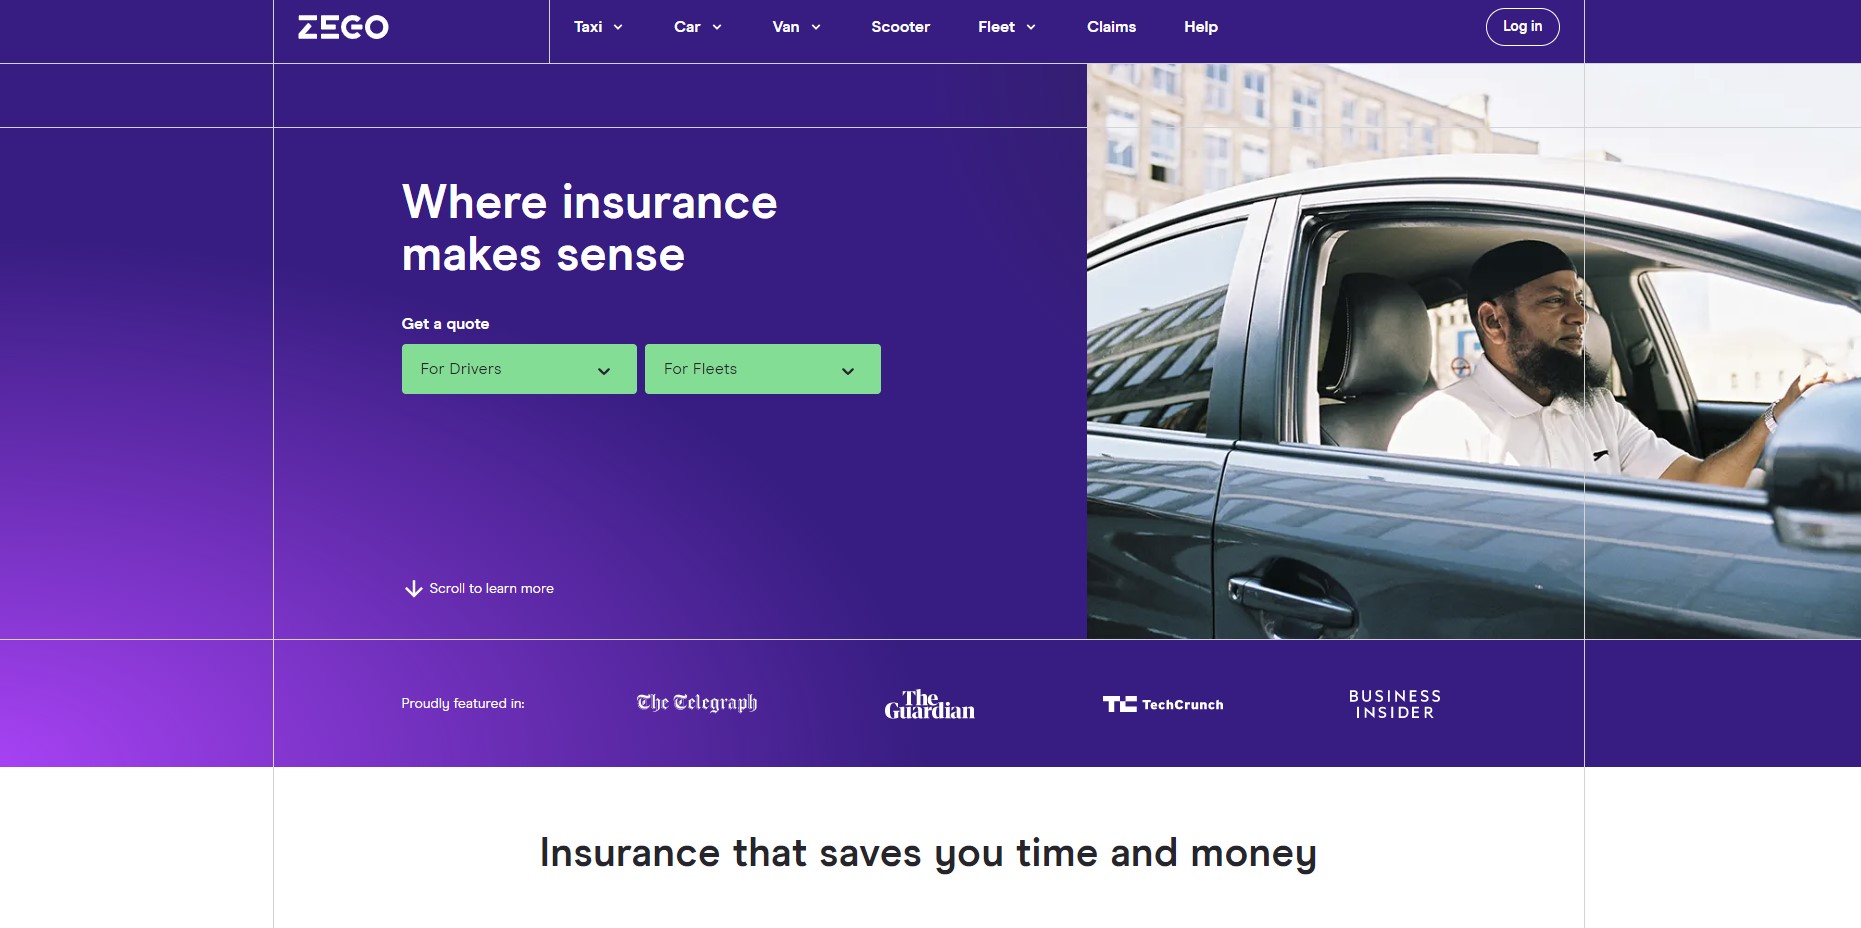 ZEGO
Taxi
Car
Van
Scooter
Fleet
Claims
Help
Log in
Where insurance
makes sense
Get a quote
For Drivers
For Fleets
Scroll to learn more
Proudly featured in:
The Telegraph
The
Guardian
TC TechCrunch
BUSINESS
INSIDER
Insurance that saves you time and money